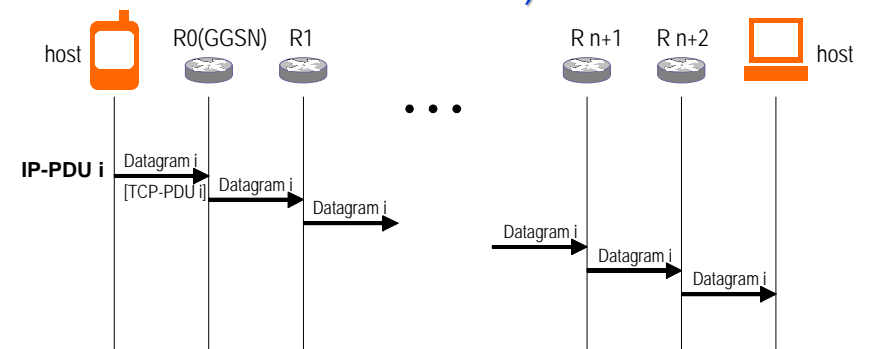 host
R0(GGSN)
R1
R n+1
R n+2
host
IP-PDU i
Datagram i
[TCP-PDU i]
Datagram i
Datagram i
Datagram i
Datagram i
Datagram i